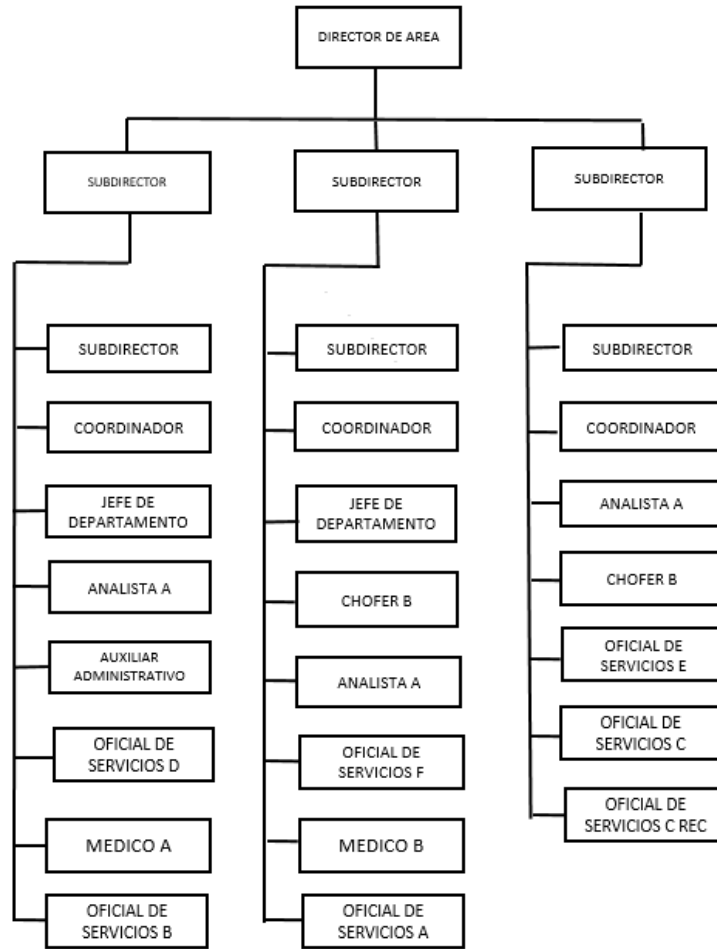 DIRECTOR DE AREA
SUBDIRECTOR
SUBDIRECTOR
SUBDIRECTOR
SUBDIRECTOR
COORDINADOR
JEFE DE
DEPARTAMENTO
ANALISTA A
AUXILIAR
ADMINISTRATIVO
OFICIAL DE
SERVICIOS D
MEDICO A
OFICIAL DE
SERVICIOS B
SUBDIRECTOR
COORDINADOR
JEFE DE
DEPARTAMENTO
CHOFER B
ANALISTA A
OFICIAL DE
SERVICIOS F
MEDICO B
OFICIAL DE
SERVICIOS A
SUBDIRECTOR
COORDINADOR
ANALISTA A
CHOFER B
OFICIAL DE
SERVICIOS E
OFICIAL DE
SERVICIOS C
OFICIAL DE
SERVICIOS C REC